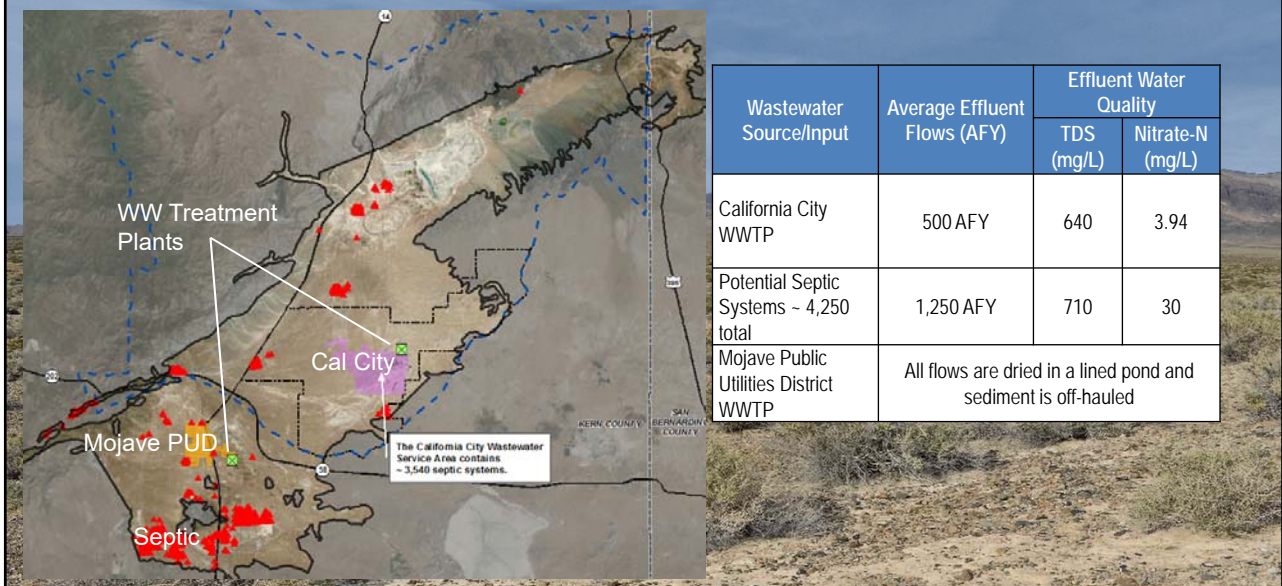 14
WW Treatment
Plants
395
Cal City
202
Mojave PUD
58
KERN COUNTY
SAN
BERNARDINO
COUNTY
The California City Wastewater
Service Area contains
~ 3,540 septic systems.
Septic
Wastewater
Source/Input
Average Effluent
Flows (AFY)
Effluent Water
Quality
TDS
(mg/L)
Nitrate-N
(mg/L)
California City
WWTP
500 AFY
640
3.94
Potential Septic
Systems ~ 4,250
total
1,250 AFY
710
30
Mojave Public
Utilities District
WWTP
All flows are dried in a lined pond and
sediment is off-hauled